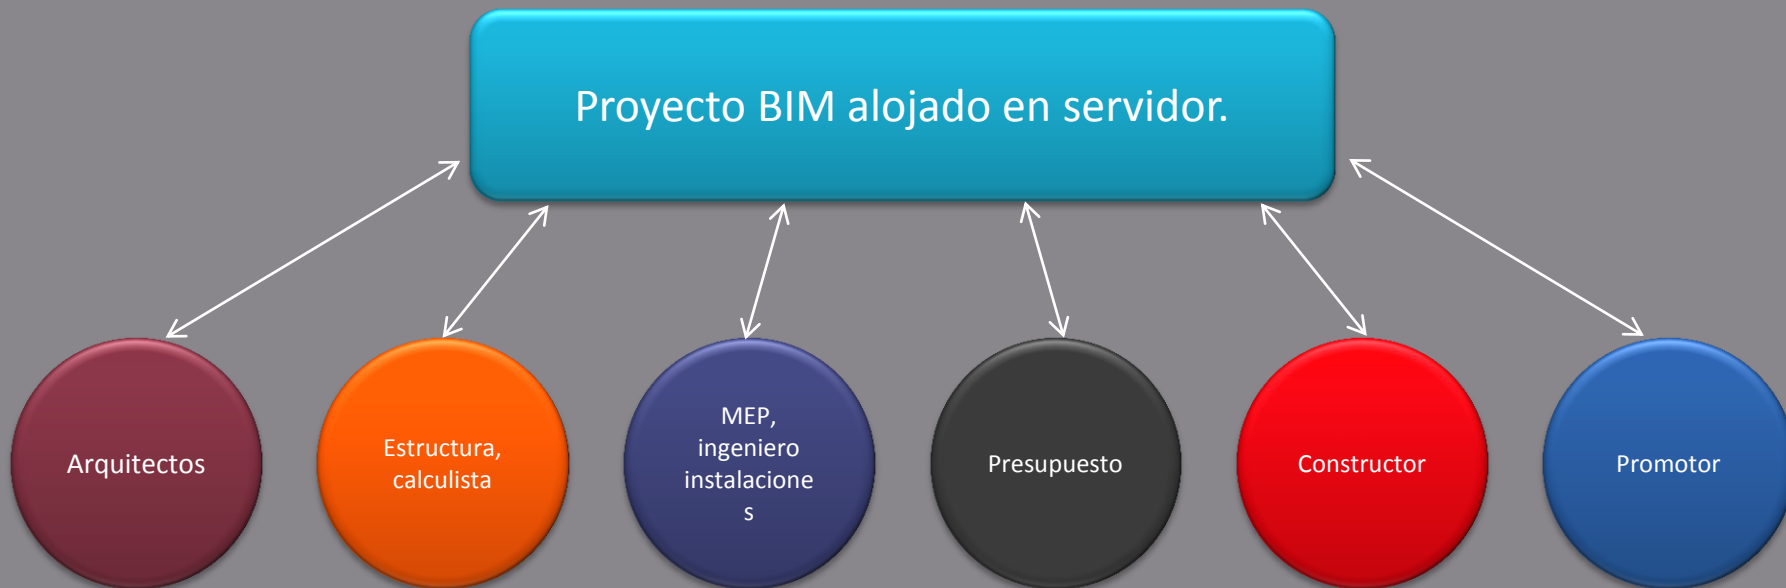 Proyecto BIM alojado en servidor.
Arquitectos
Estructura,
calculista
MEP,
ingeniero
instalacione
s
Presupuesto
Constructor
Promotor